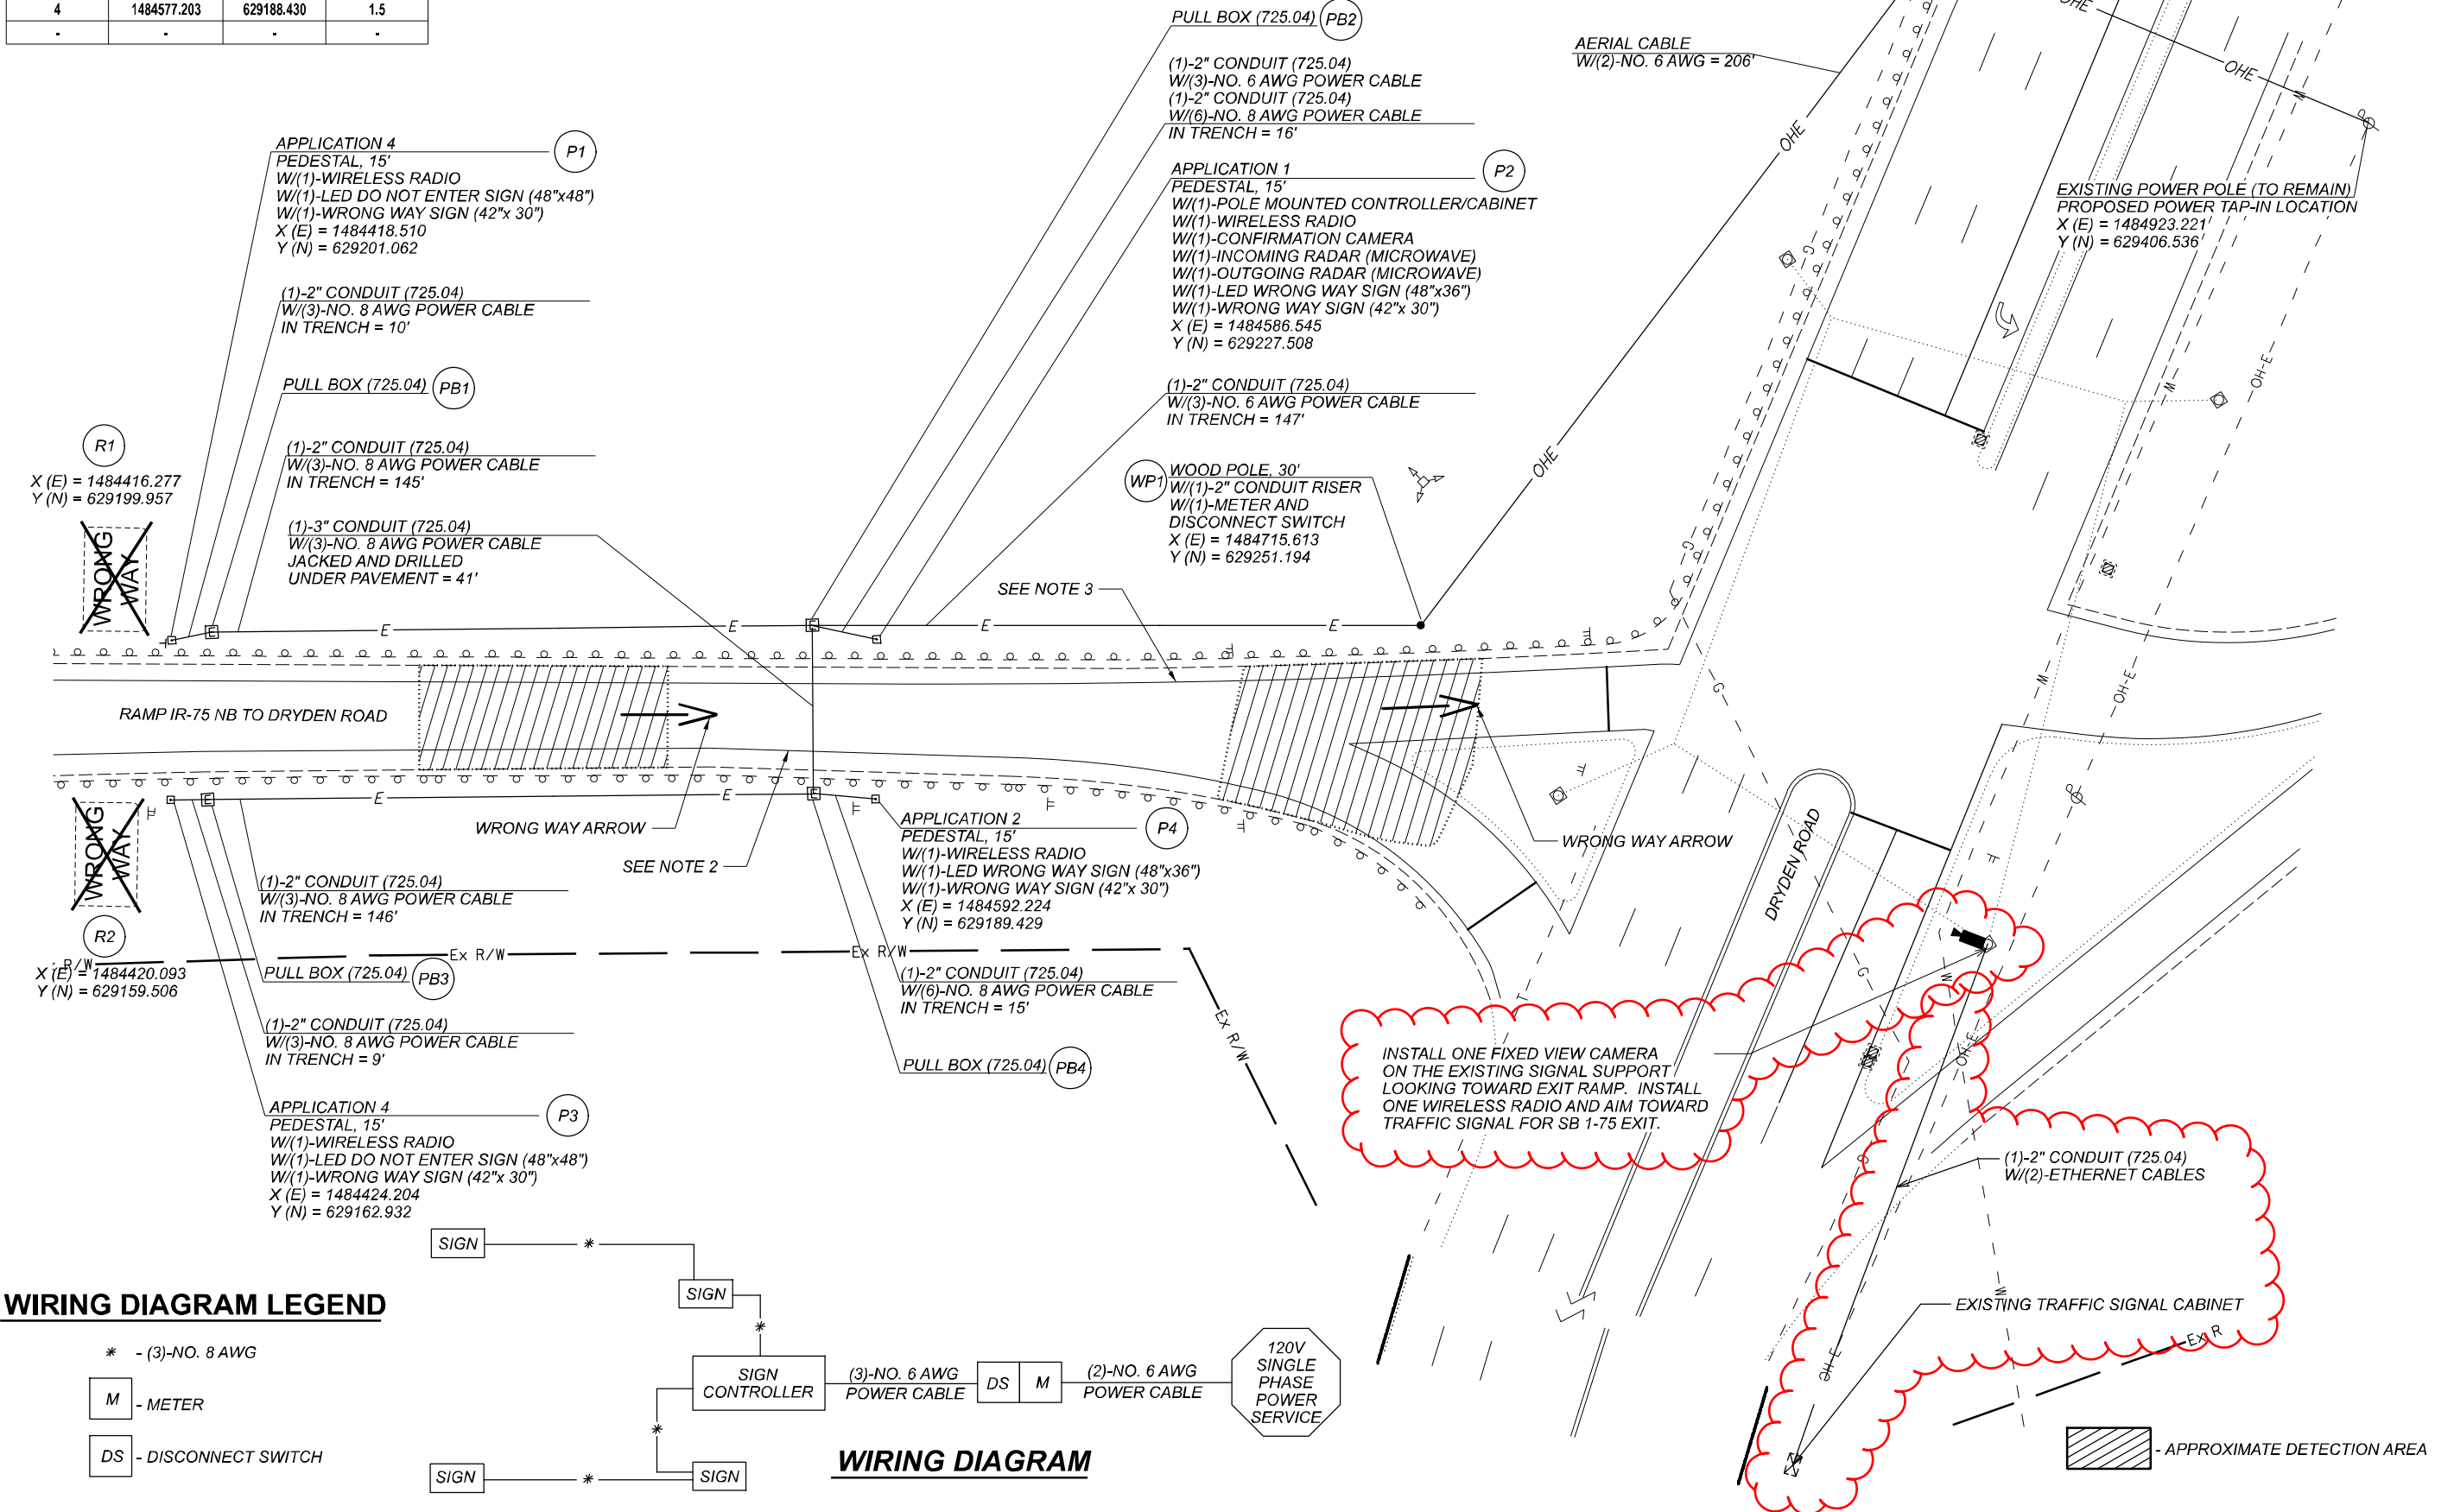 4 1484577.203 629188.430 1.5
- - - -
PULL BOX (725.04) PB2
(1)-2" CONDUIT (725.04)
W/(3)-NO. 6 AWG POWER CABLE
(1)-2" CONDUIT (725.04)
W/(6)-NO. 8 AWG POWER CABLE
IN TRENCH = 16'
AERIAL CABLE
W/(2)-NO. 6 AWG = 206'
OHE
OHE
OHE
OHE
APPLICATION 4 P1
PEDESTAL, 15'
W/(1)-WIRELESS RADIO
W/(1)-LED DO NOT ENTER SIGN (48"x48")
W/(1)-WRONG WAY SIGN (42"x 30")
X (E) = 1484418.510
Y (N) = 629201.062
APPLICATION 1 P2
PEDESTAL, 15'
W/(1)-POLE MOUNTED CONTROLLER/CABINET
W/(1)-WIRELESS RADIO
W/(1)-CONFIRMATION CAMERA
W/(1)-INCOMING RADAR (MICROWAVE)
W/(1)-OUTGOING RADAR (MICROWAVE)
W/(1)-LED WRONG WAY SIGN (48"x36")
W/(1)-WRONG WAY SIGN (42"x 30")
X (E) = 1484586.545
Y (N) = 629227.508
EXISTING POWER POLE (TO REMAIN)
PROPOSED POWER TAP-IN LOCATION
X (E) = 1484923.221
Y (N) = 629406.536
(1)-2" CONDUIT (725.04)
W/(3)-NO. 8 AWG POWER CABLE
IN TRENCH = 10'
PULL BOX (725.04) PB1
(1)-2" CONDUIT (725.04)
W/(3)-NO. 6 AWG POWER CABLE
IN TRENCH = 147'
R1
X (E) = 1484416.277
Y (N) = 629199.957
WRONG
WAY
(1)-2" CONDUIT (725.04)
W/(3)-NO. 8 AWG POWER CABLE
IN TRENCH = 145'
(1)-3" CONDUIT (725.04)
W/(3)-NO. 8 AWG POWER CABLE
JACKED AND DRILLED
UNDER PAVEMENT = 41'
WP1 WOOD POLE, 30'
W/(1)-2" CONDUIT RISER
W/(1)-METER AND
DISCONNECT SWITCH
X (E) = 1484715.613
Y (N) = 629251.194
SEE NOTE 3
E E E E E E
G G G G
W W W W W
OH-E OH-E
RAMP IR-75 NB TO DRYDEN ROAD
E E E E
WRONG
WAY
WRONG WAY ARROW
SEE NOTE 2
WRONG WAY ARROW
DRYDEN ROAD
R2
X (E) = 1484420.093
Y (N) = 629159.506
R/W Ex R/W Ex R/W Ex R/W
(1)-2" CONDUIT (725.04)
W/(3)-NO. 8 AWG POWER CABLE
IN TRENCH = 146'
PULL BOX (725.04) PB3
(1)-2" CONDUIT (725.04)
W/(3)-NO. 8 AWG POWER CABLE
IN TRENCH = 9'
APPLICATION 4 P3
PEDESTAL, 15'
W/(1)-WIRELESS RADIO
W/(1)-LED DO NOT ENTER SIGN (48"x48")
W/(1)-WRONG WAY SIGN (42"x 30")
X (E) = 1484424.204
Y (N) = 629162.932
APPLICATION 2 P4
PEDESTAL, 15'
W/(1)-WIRELESS RADIO
W/(1)-LED WRONG WAY SIGN (48"x36")
W/(1)-WRONG WAY SIGN (42"x 30")
X (E) = 1484592.224
Y (N) = 629189.429
(1)-2" CONDUIT (725.04)
W/(6)-NO. 8 AWG POWER CABLE
IN TRENCH = 15'
PULL BOX (725.04) PB4
INSTALL ONE FIXED VIEW CAMERA
ON THE EXISTING SIGNAL SUPPORT
LOOKING TOWARD EXIT RAMP. INSTALL
ONE WIRELESS RADIO AND AIM TOWARD
TRAFFIC SIGNAL FOR SB 1-75 EXIT.
(1)-2" CONDUIT (725.04)
W/(2)-ETHERNET CABLES
OH-E
EXISTING TRAFFIC SIGNAL CABINET
W
Ex R
OH-E
WIRING DIAGRAM LEGEND
* - (3)-NO. 8 AWG
M - METER
DS - DISCONNECT SWITCH
SIGN *
SIGN
*
SIGN
CONTROLLER
(3)-NO. 6 AWG
POWER CABLE
DS M
(2)-NO. 6 AWG
POWER CABLE
120V
SINGLE
PHASE
POWER
SERVICE
*
SIGN * SIGN
WIRING DIAGRAM
- APPROXIMATE DETECTION AREA